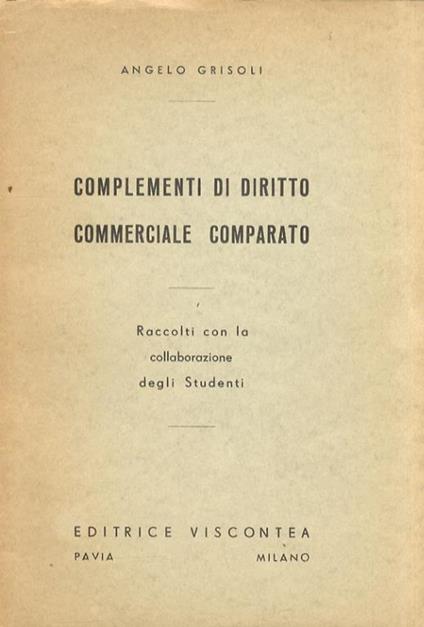 ANGELO GRISOLI
COMPLEMENTI DI DIRITTO
COMMERCIALE COMPARATO
Raccolti con la
collaborazione
degli Studenti
EDITRICE VISCONTEA
PAVIA MILANO